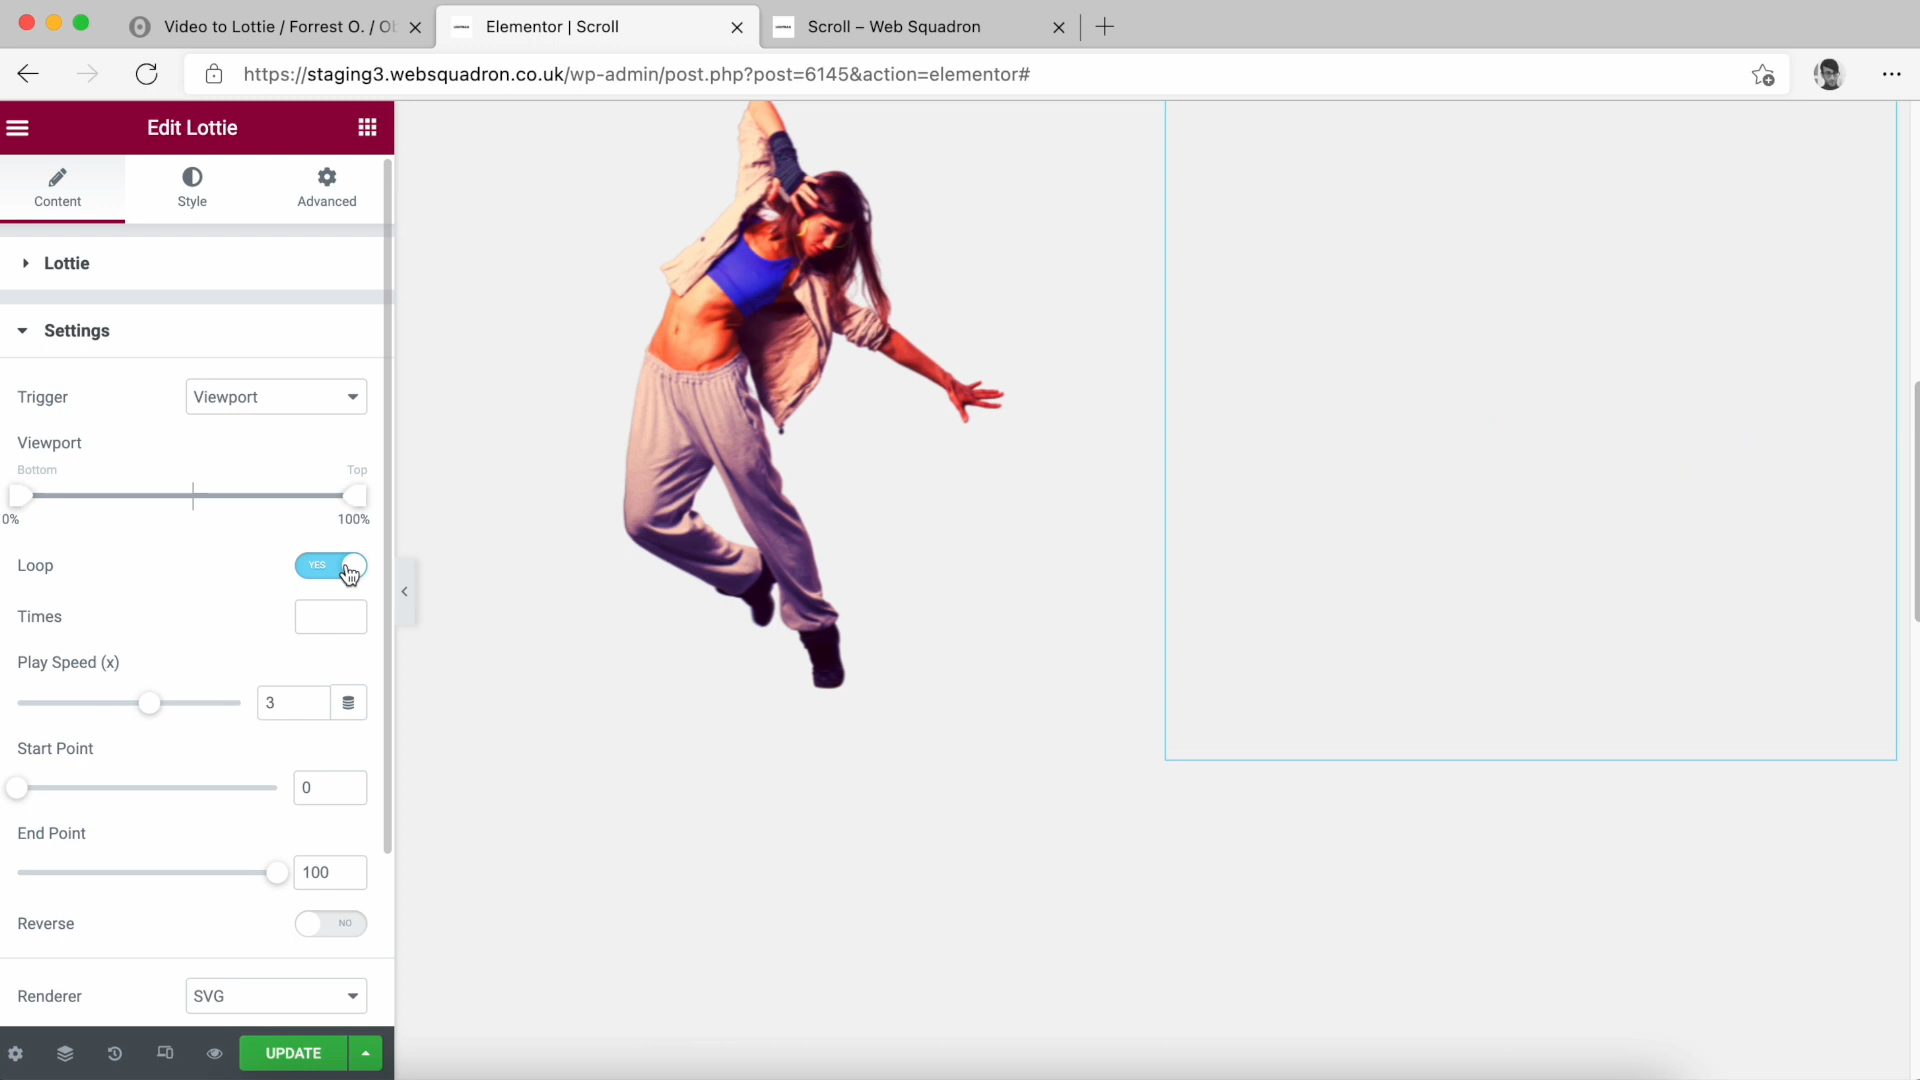 Video to Lottie / Forrest O. / Ob
Elementor | Scroll
Scroll – Web Squadron
https://staging3.websquadron.co.uk/wp-admin/post.php?post=6145&action=elementor#
Edit Lottie
Content
Style
Advanced
Lottie
Settings
Trigger
Viewport
Viewport
Bottom
Top
0%
100%
Loop
YES
Times
Play Speed (x)
3
Start Point
0
End Point
100
Reverse
NO
Renderer
SVG
UPDATE